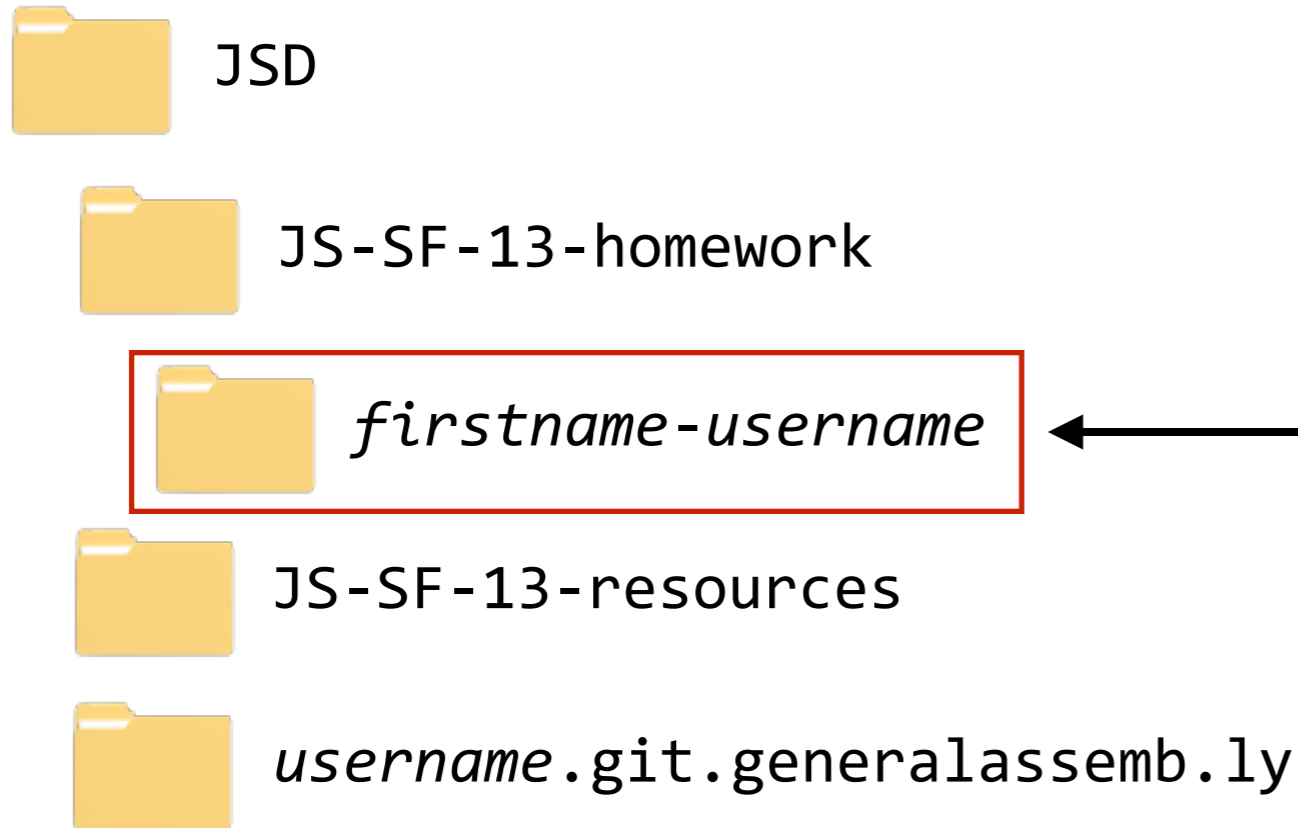 JSD
JS-SF-13-homework
firstname-username
JS-SF-13-resources
username.git.generalassemb.ly